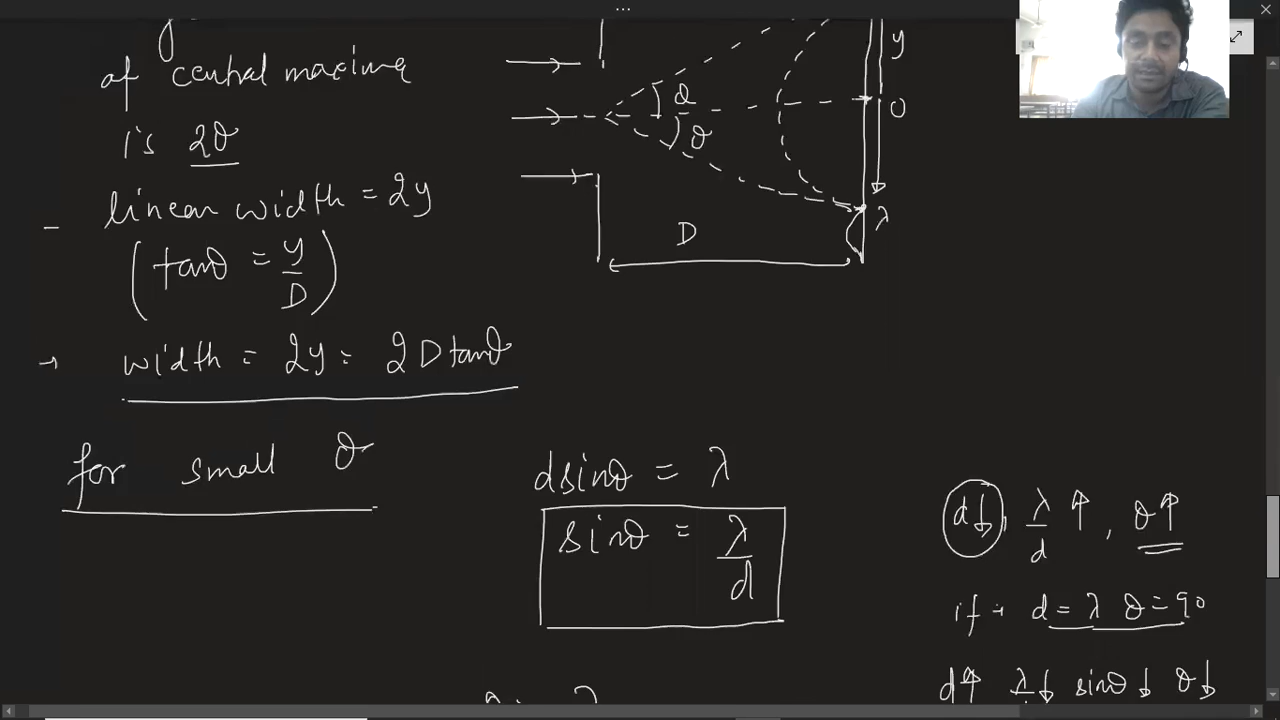 of central maxima
is 2θ
- linear width = 2y
(tanθ = y/D)
→ width = 2y = 2D tanθ
for small θ
y
O
θ
θ
λ
D
d sinθ = λ
sinθ = λ/d
d↓, λ/d ↑, θ↑
if → d = λ θ = 90
d↑ λ↓ sinθ↓ θ↓